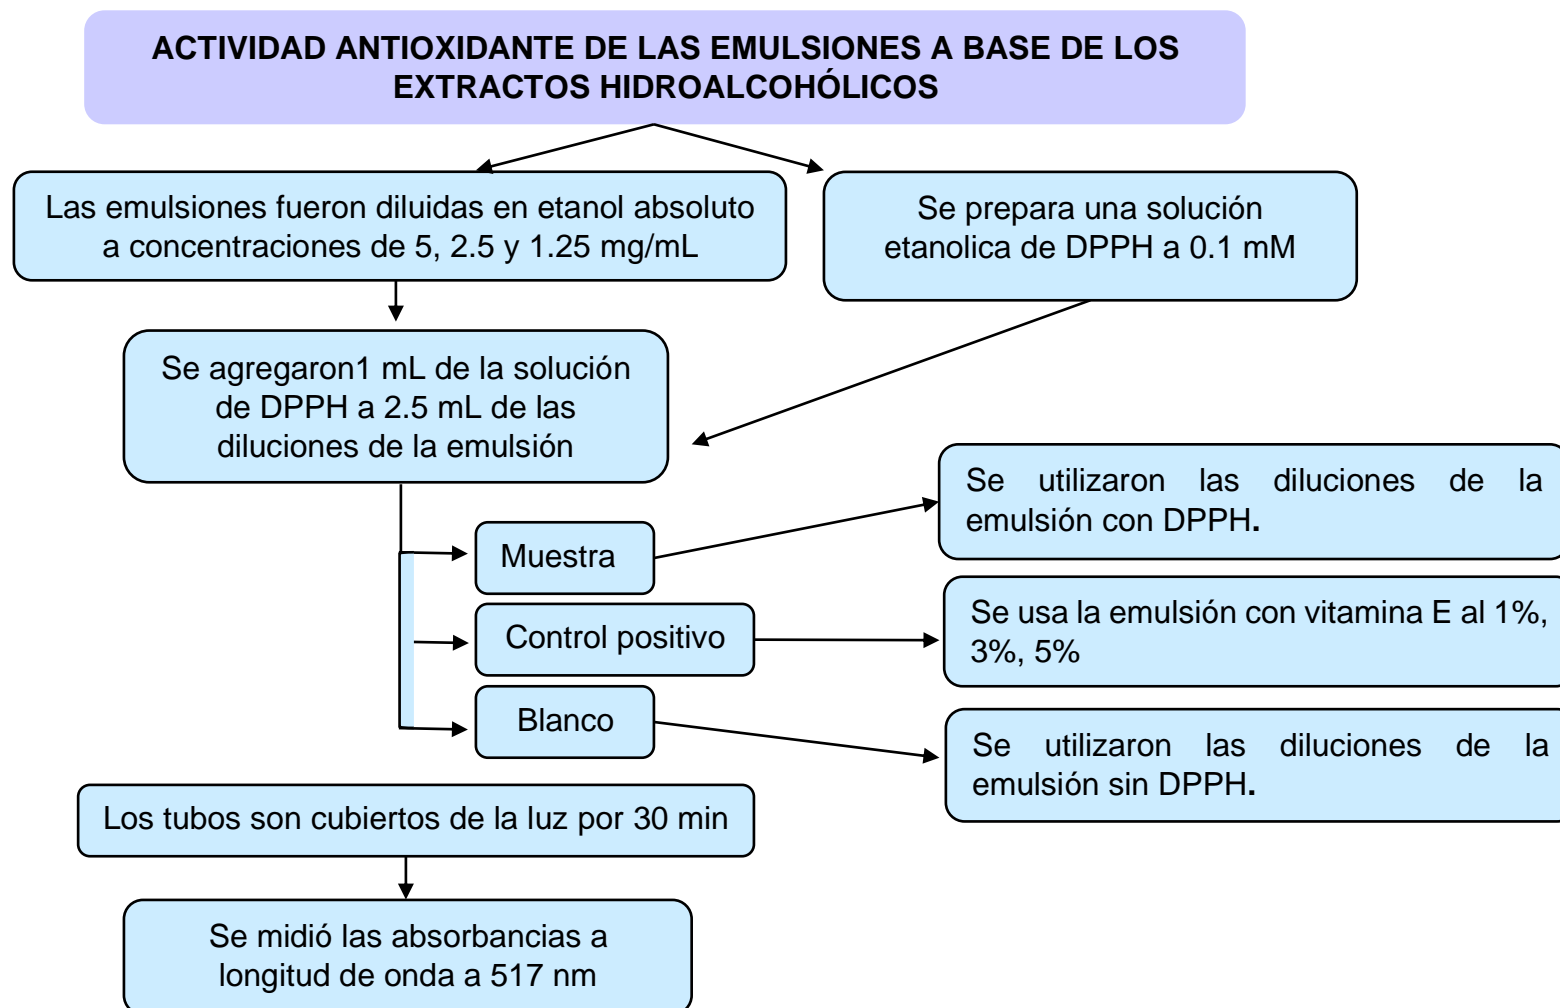 ACTIVIDAD ANTIOXIDANTE DE LAS EMULSIONES A BASE DE LOS
EXTRACTOS HIDROALCOHÓLICOS
Las emulsiones fueron diluidas en etanol absoluto
a concentraciones de 5, 2.5 y 1.25 mg/mL
Se prepara una solución
etanolica de DPPH a 0.1 mM
Se agregaron1 mL de la solución
de DPPH a 2.5 mL de las
diluciones de la emulsión
Muestra
Se utilizaron las diluciones de la
emulsión con DPPH.
Control positivo
Se usa la emulsión con vitamina E al 1%,
3%, 5%
Blanco
Se utilizaron las diluciones de la
emulsión sin DPPH.
Los tubos son cubiertos de la luz por 30 min
Se midió las absorbancias a
longitud de onda a 517 nm